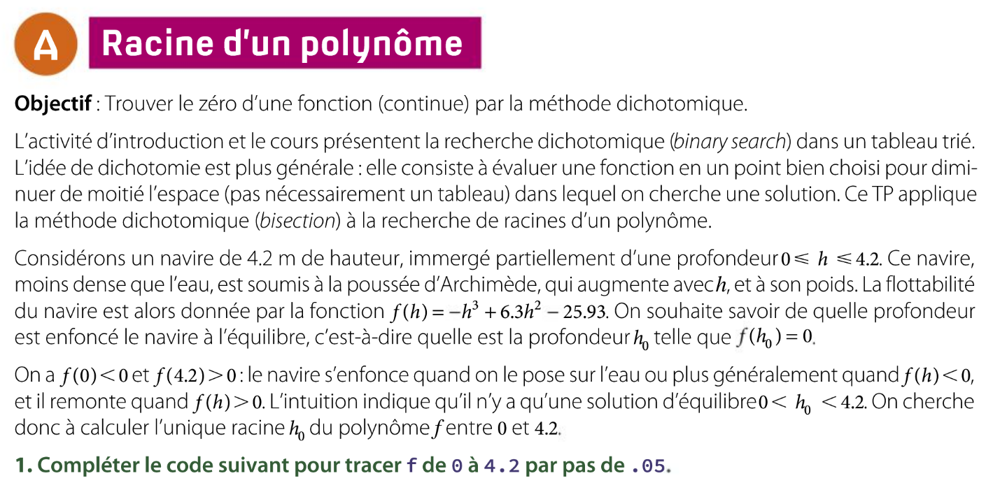 A Racine d'un polynôme
Objectif : Trouver le zéro d'une fonction (continue) par la méthode dichotomique.
L'activité d'introduction et le cours présentent la recherche dichotomique (binary search) dans un tableau trié.
L'idée de dichotomie est plus générale : elle consiste à évaluer une fonction en un point bien choisi pour dimi-
nuer de moitié l'espace (pas nécessairement un tableau) dans lequel on cherche une solution. Ce TP applique
la méthode dichotomique (bisection) à la recherche de racines d'un polynôme.
Considérons un navire de 4.2 m de hauteur, immergé partiellement d'une profondeur 0 ⩽ h ⩽ 4.2. Ce navire,
moins dense que l'eau, est soumis à la poussée d'Archimède, qui augmente avec h, et à son poids. La flottabilité
du navire est alors donnée par la fonction f(h) = −h³ + 6.3h² − 25.93. On souhaite savoir de quelle profondeur
est enfoncé le navire à l'équilibre, c'est-à-dire quelle est la profondeur h₀ telle que f(h₀) = 0.
On a f(0) < 0 et f(4.2) > 0 : le navire s'enfonce quand on le pose sur l'eau ou plus généralement quand f(h) < 0,
et il remonte quand f(h) > 0. L'intuition indique qu'il n'y a qu'une solution d'équilibre 0 < h₀ < 4.2. On cherche
donc à calculer l'unique racine h₀ du polynôme f entre 0 et 4.2.
1. Compléter le code suivant pour tracer f de 0 à 4.2 par pas de .05.